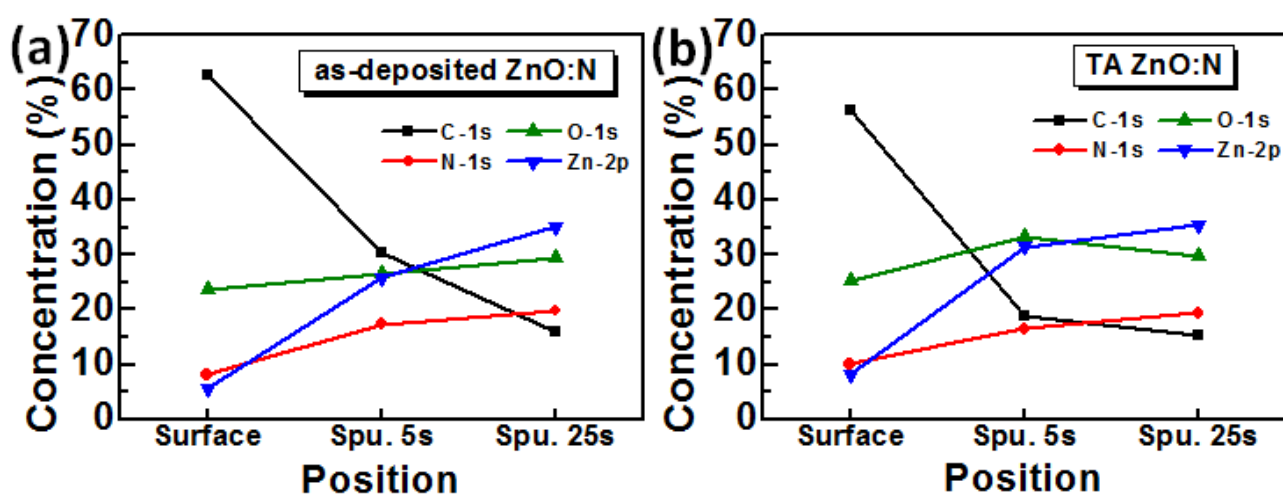 (a)
as-deposited ZnO:N
C-1s
O-1s
N-1s
Zn-2p
Concentration (%)
70
60
50
40
30
20
10
0
Surface
Spu. 5s
Spu. 25s
Position
(b)
TA ZnO:N
C-1s
O-1s
N-1s
Zn-2p
Concentration (%)
70
60
50
40
30
20
10
0
Surface
Spu. 5s
Spu. 25s
Position